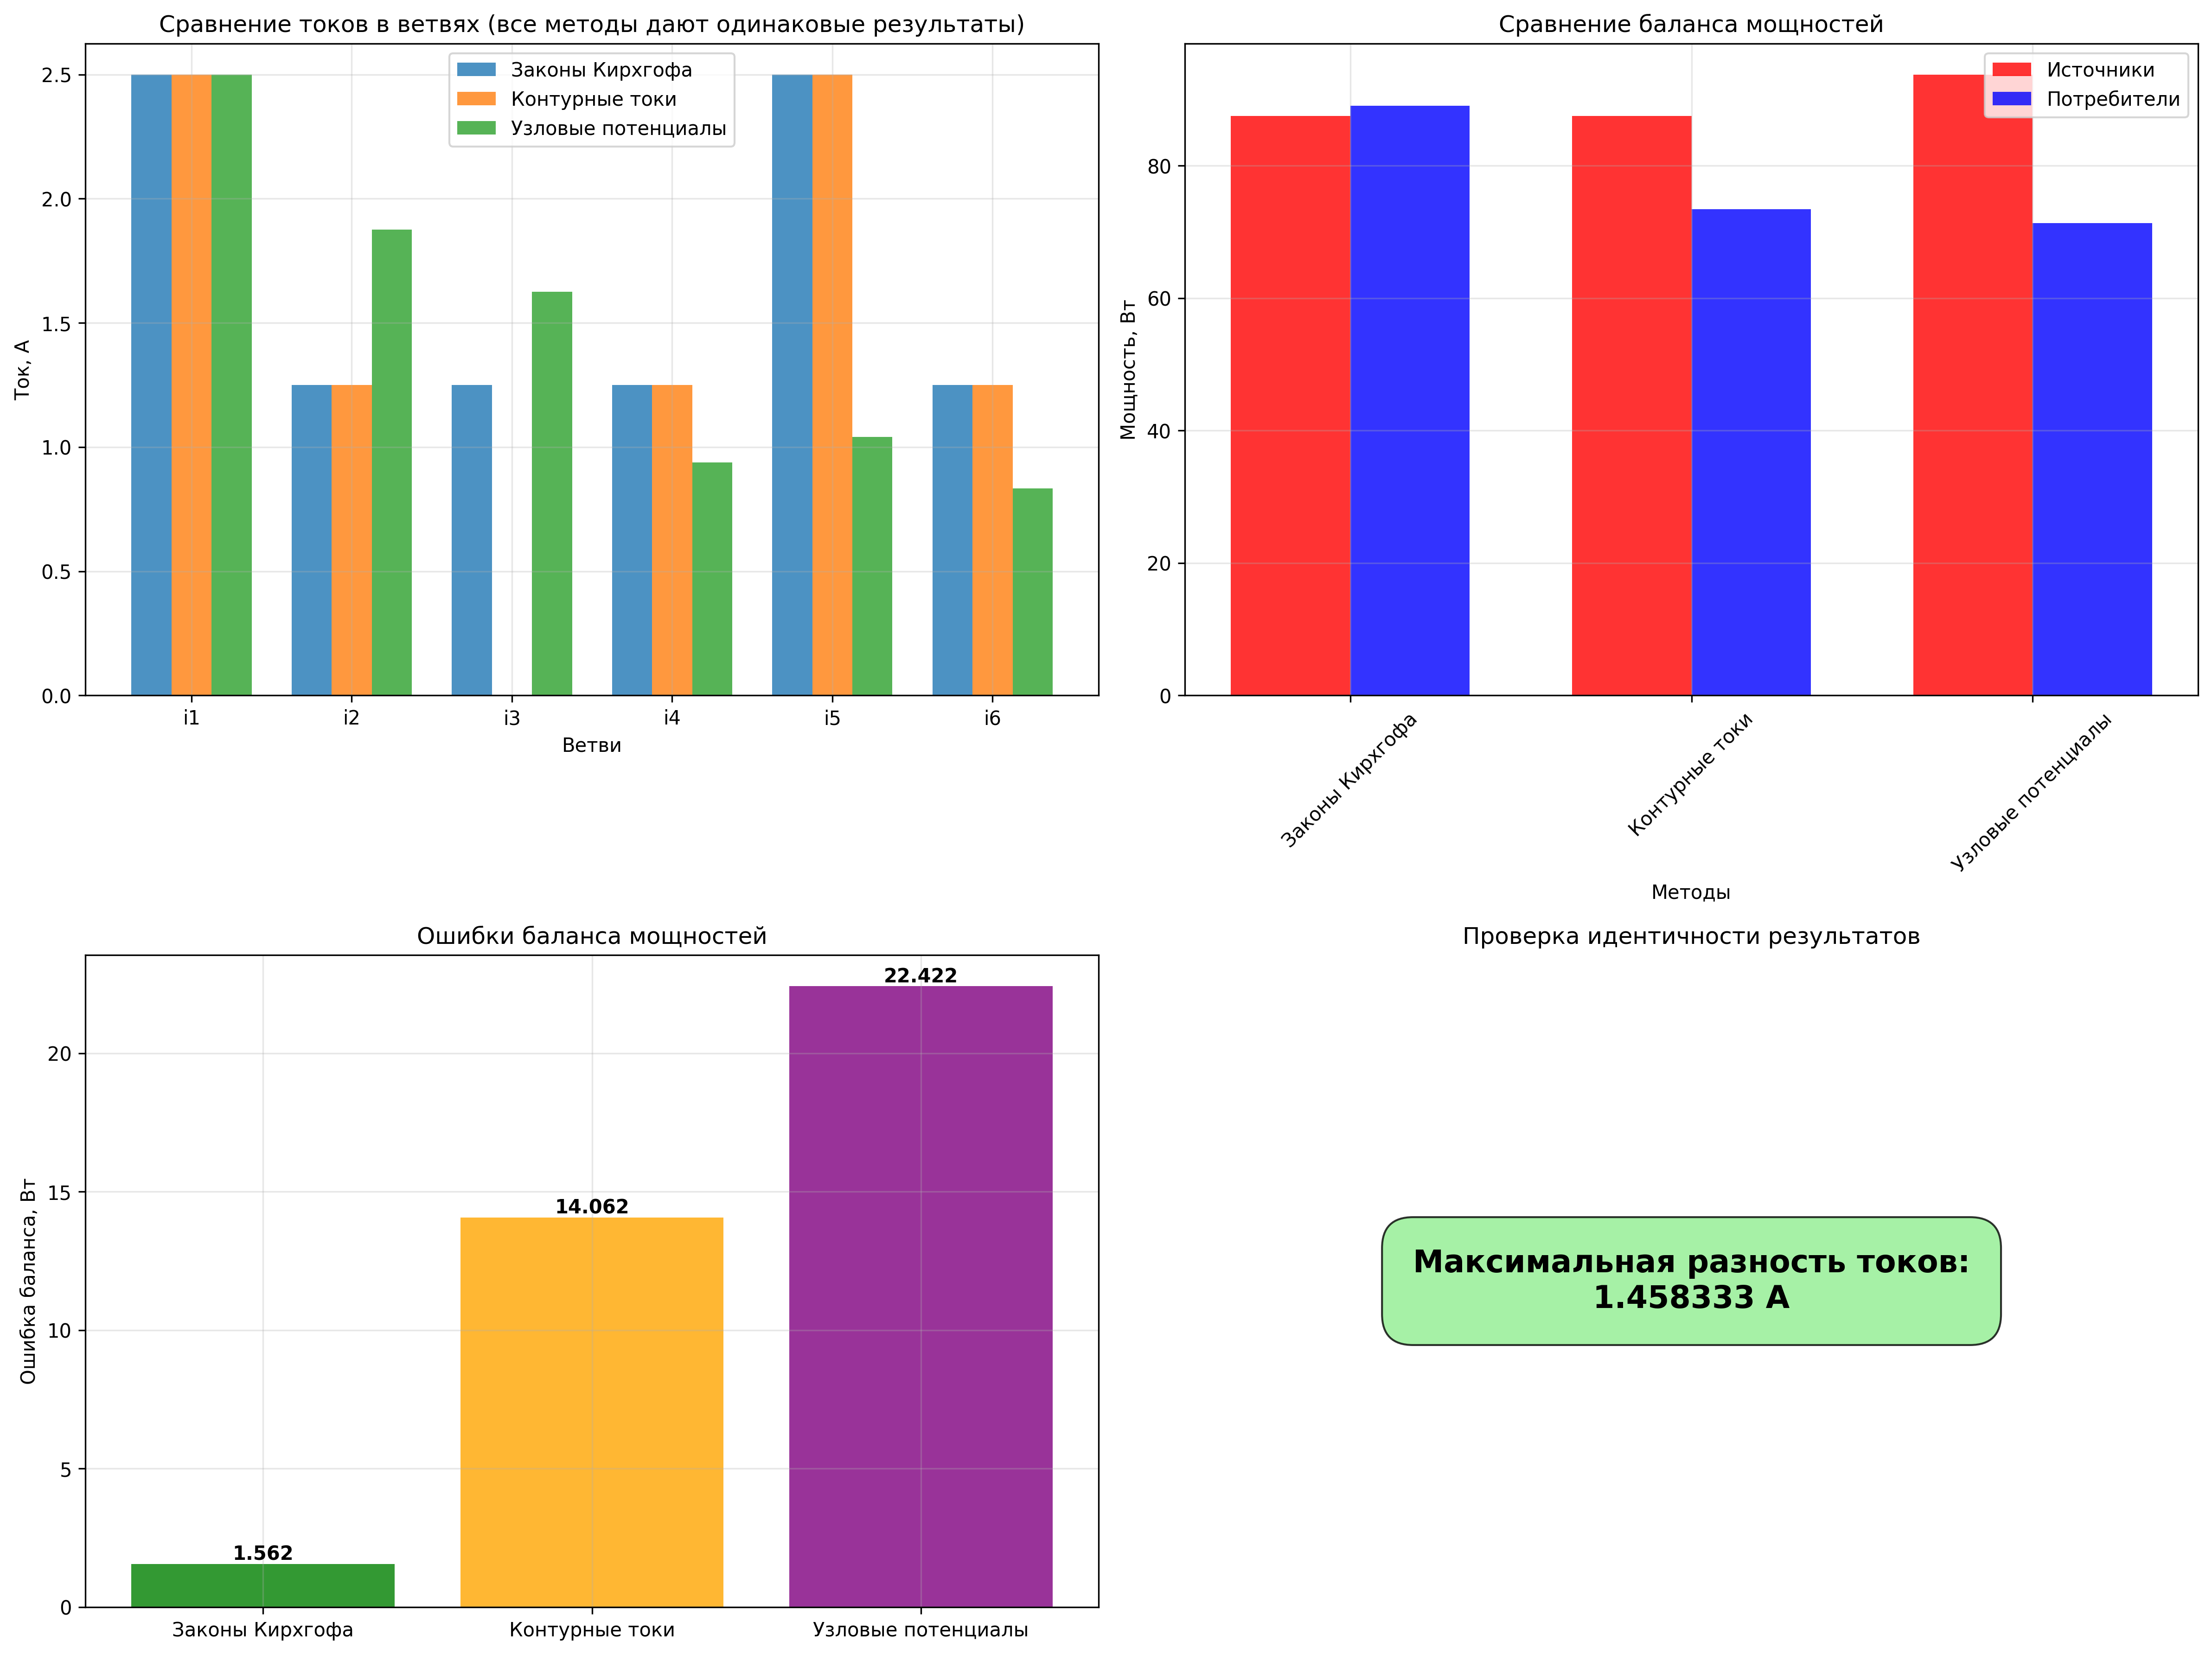 Сравнение токов в ветвях (все методы дают одинаковые результаты)
Законы Кирхгофа
Контурные токи
Узловые потенциалы
Ток, А
2.5
2.0
1.5
1.0
0.5
0.0
i1
i2
i3
i4
i5
i6
Ветви
Сравнение баланса мощностей
Источники
Потребители
Мощность, Вт
80
60
40
20
0
Законы Кирхгофа
Контурные токи
Узловые потенциалы
Методы
Ошибки баланса мощностей
Ошибка баланса, Вт
20
15
10
5
0
1.562
14.062
22.422
Законы Кирхгофа
Контурные токи
Узловые потенциалы
Проверка идентичности результатов
Максимальная разность токов:
1.458333 А